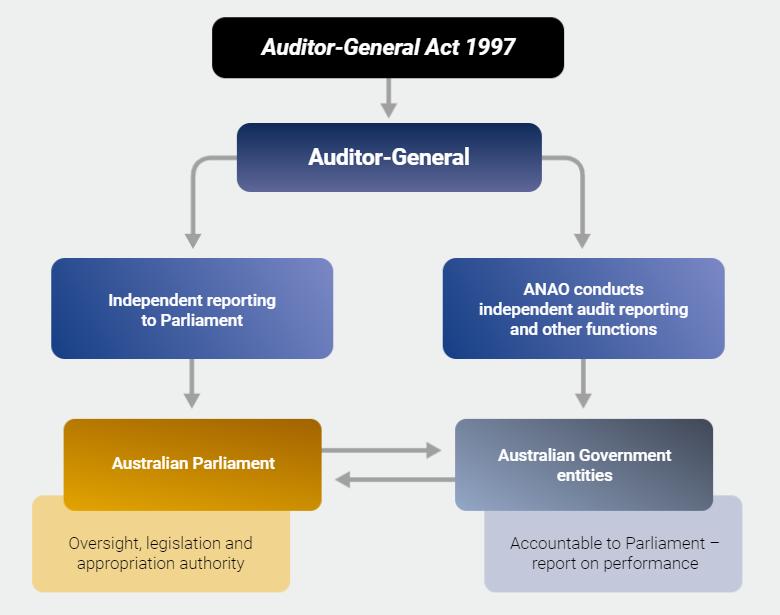 Auditor-General Act 1997
Auditor-General
Independent reporting
to Parliament
ANAO conducts
independent audit reporting
and other functions
Australian Parliament
Australian Government
entities
Oversight, legislation and
appropriation authority
Accountable to Parliament –
report on performance